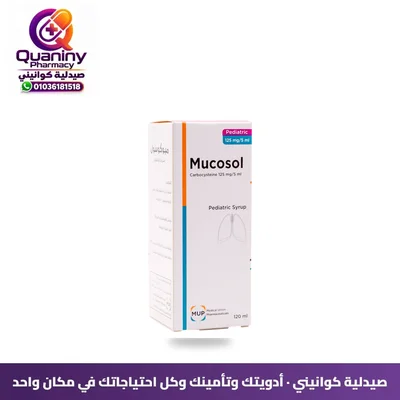 Quaniny
Pharmacy
صيدلية كوانيني
01036181518
Pediatric
125 mg/5 ml
Mucosol
Carbocysteine 125 mg/5 ml
Pediatric Syrup
MUP
120 ml
صيدلية كوانيني - أدويتك وتأمينك وكل احتياجاتك في مكان واحد